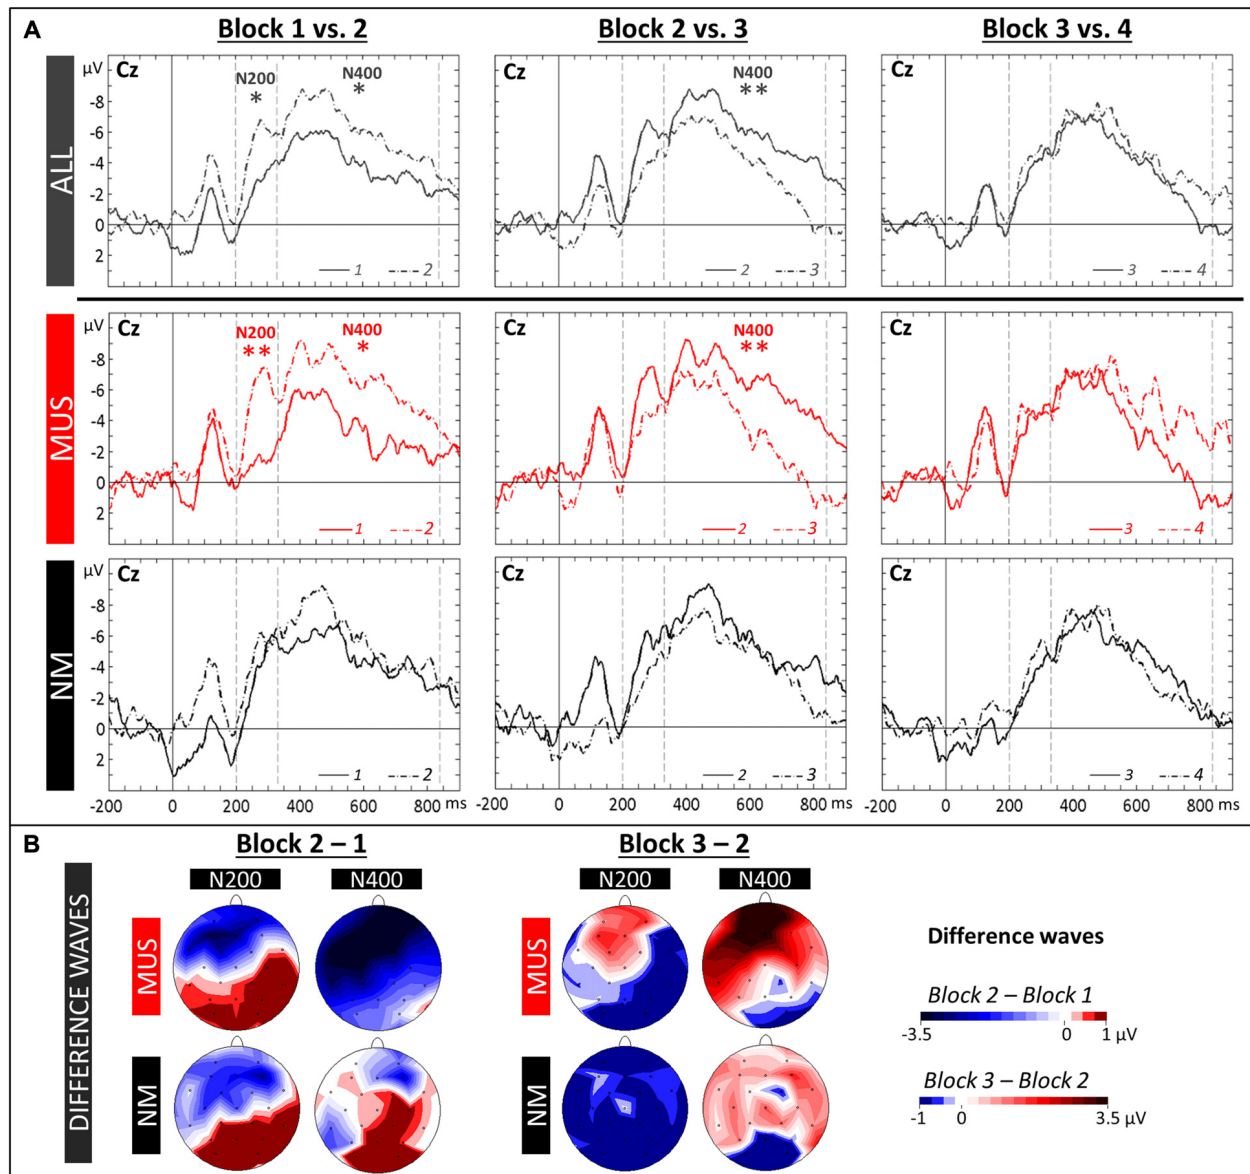 A
Block 1 vs. 2
Block 2 vs. 3
Block 3 vs. 4
ALL
µV
Cz
N200
*
N400
*
-8
-6
-4
-2
0
2
1
2
Cz
N400
**
2
3
Cz
3
4
MUS
µV
Cz
N200
**
N400
*
-8
-6
-4
-2
0
2
1
2
Cz
N400
**
2
3
Cz
3
4
NM
µV
Cz
-8
-6
-4
-2
0
2
1
2
-200 0 200 400 600 800 ms
Cz
2
3
-200 0 200 400 600 800 ms
Cz
3
4
-200 0 200 400 600 800 ms
B
Block 2 – 1
Block 3 – 2
DIFFERENCE WAVES
N200
N400
N200
N400
MUS
MUS
NM
NM
Difference waves
Block 2 – Block 1
-3.5 0 1 µV
Block 3 – Block 2
-1 0 3.5 µV